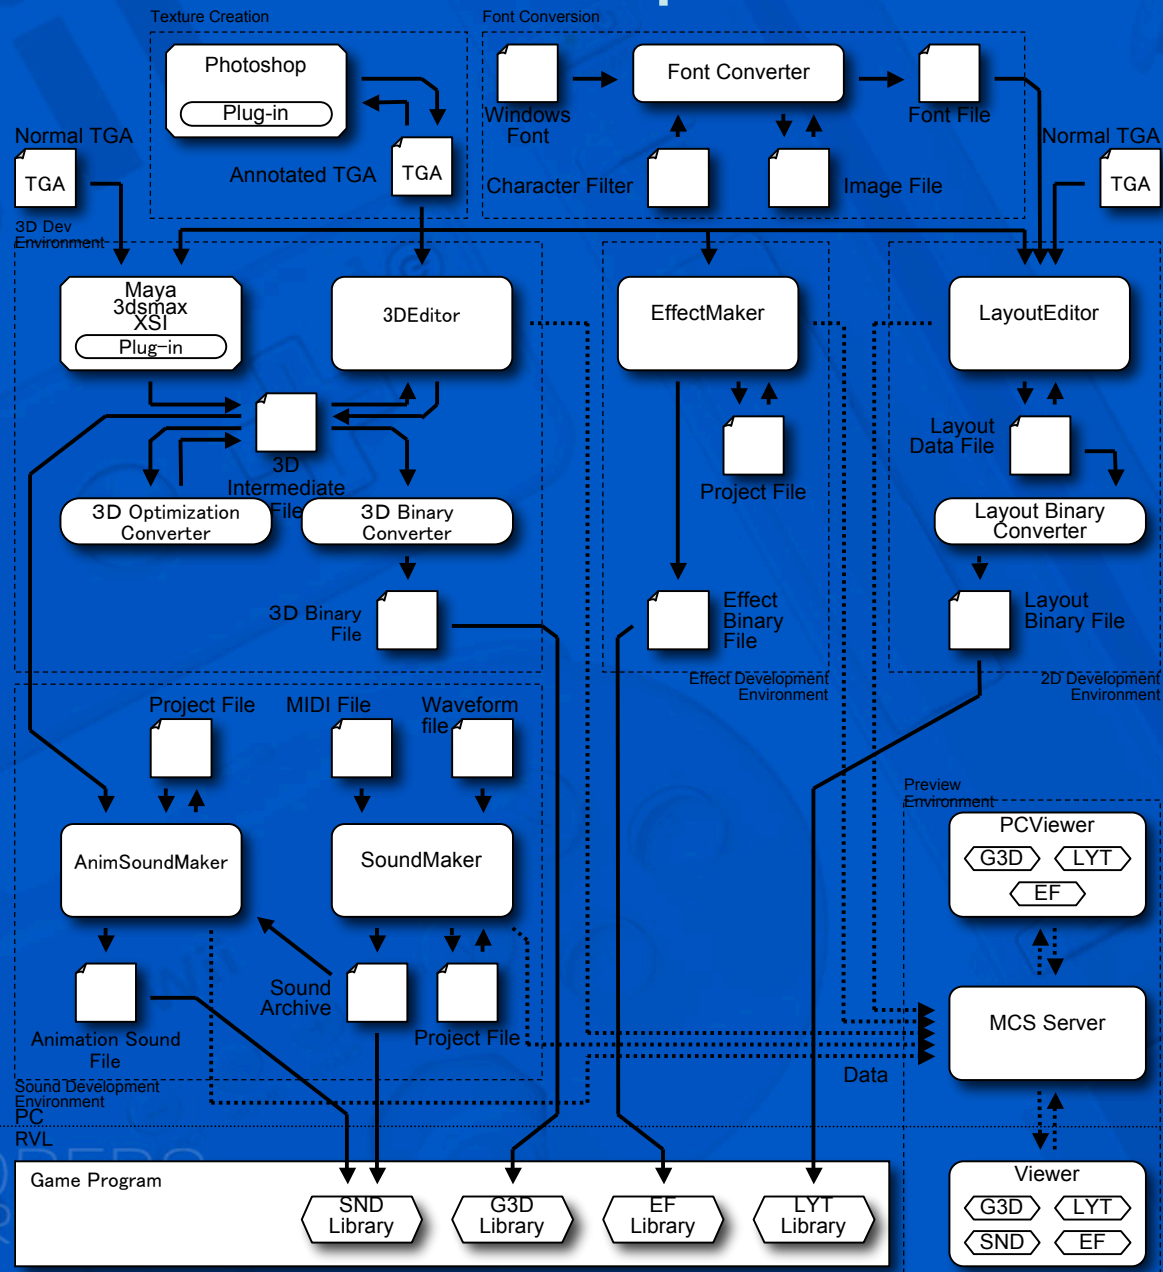 Texture Creation
Font Conversion
Photoshop
Plug-in
Font Converter
Windows
Font
Font File
Normal TGA
TGA
Annotated TGA
TGA
Character Filter
Image File
Normal TGA
TGA
3D Dev
Environment
Maya
3dsmax
XSI
Plug-in
3DEditor
EffectMaker
LayoutEditor
3D
Intermediate
File
Project File
Layout
Data File
3D Optimization
Converter
3D Binary
Converter
Layout Binary
Converter
3D Binary
File
Effect
Binary
File
Layout
Binary File
Effect Development
Environment
2D Development
Environment
Project File
MIDI File
Waveform
file
Preview
Environment
AnimSoundMaker
SoundMaker
PCViewer
G3D
LYT
EF
Wii
Animation Sound
File
Sound
Archive
Project File
MCS Server
Data
Sound Development
Environment
PC
RVL
Game Program
SND
Library
G3D
Library
EF
Library
LYT
Library
Viewer
G3D
LYT
SND
EF